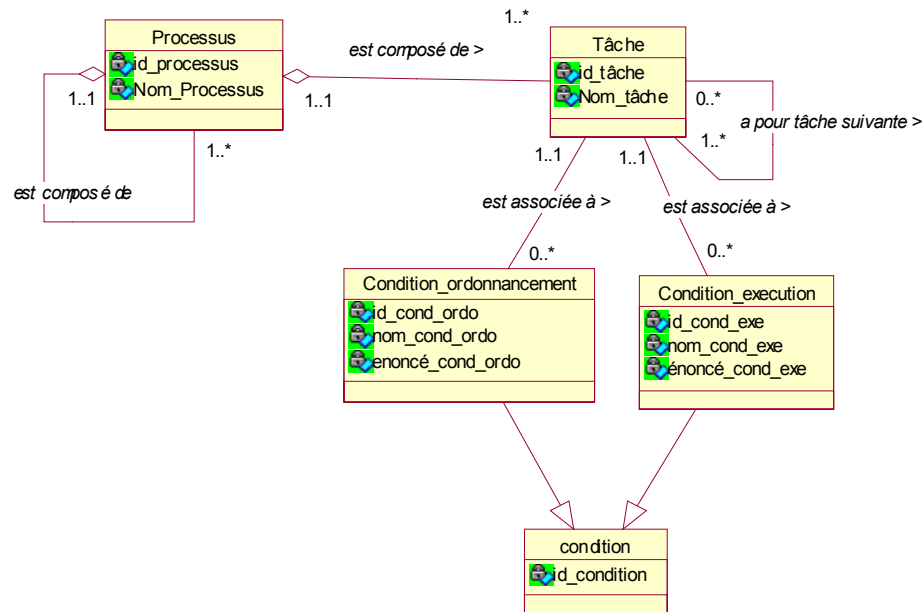 Processus
id_processus
Nom_Processus
1..1
1..1
1..*
est composé de
est composé de >
1..*
Tâche
id_tâche
Nom_tâche
0..*
a pour tâche suivante >
1..*
1..1
1..1
est associée à >
est associée à >
0..*
0..*
Condition_ordonnancement
id_cond_ordo
nom_cond_ordo
enoncé_cond_ordo
Condition_execution
id_cond_exe
nom_cond_exe
énoncé_cond_exe
condition
id_condition